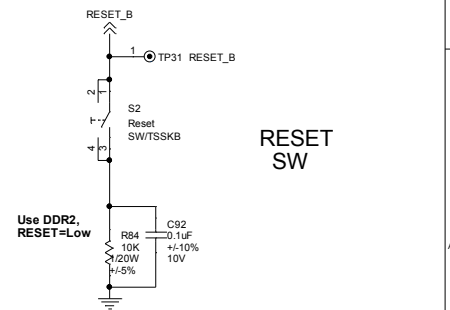 RESET_B
1
TP31 RESET_B
2
1
S2
Reset
SW/TSSKB
4
3
RESET
SW
Use DDR2,
RESET=Low
R84
10K
1/20W
+/-5%
C92
0.1uF
+/-10%
10V
A